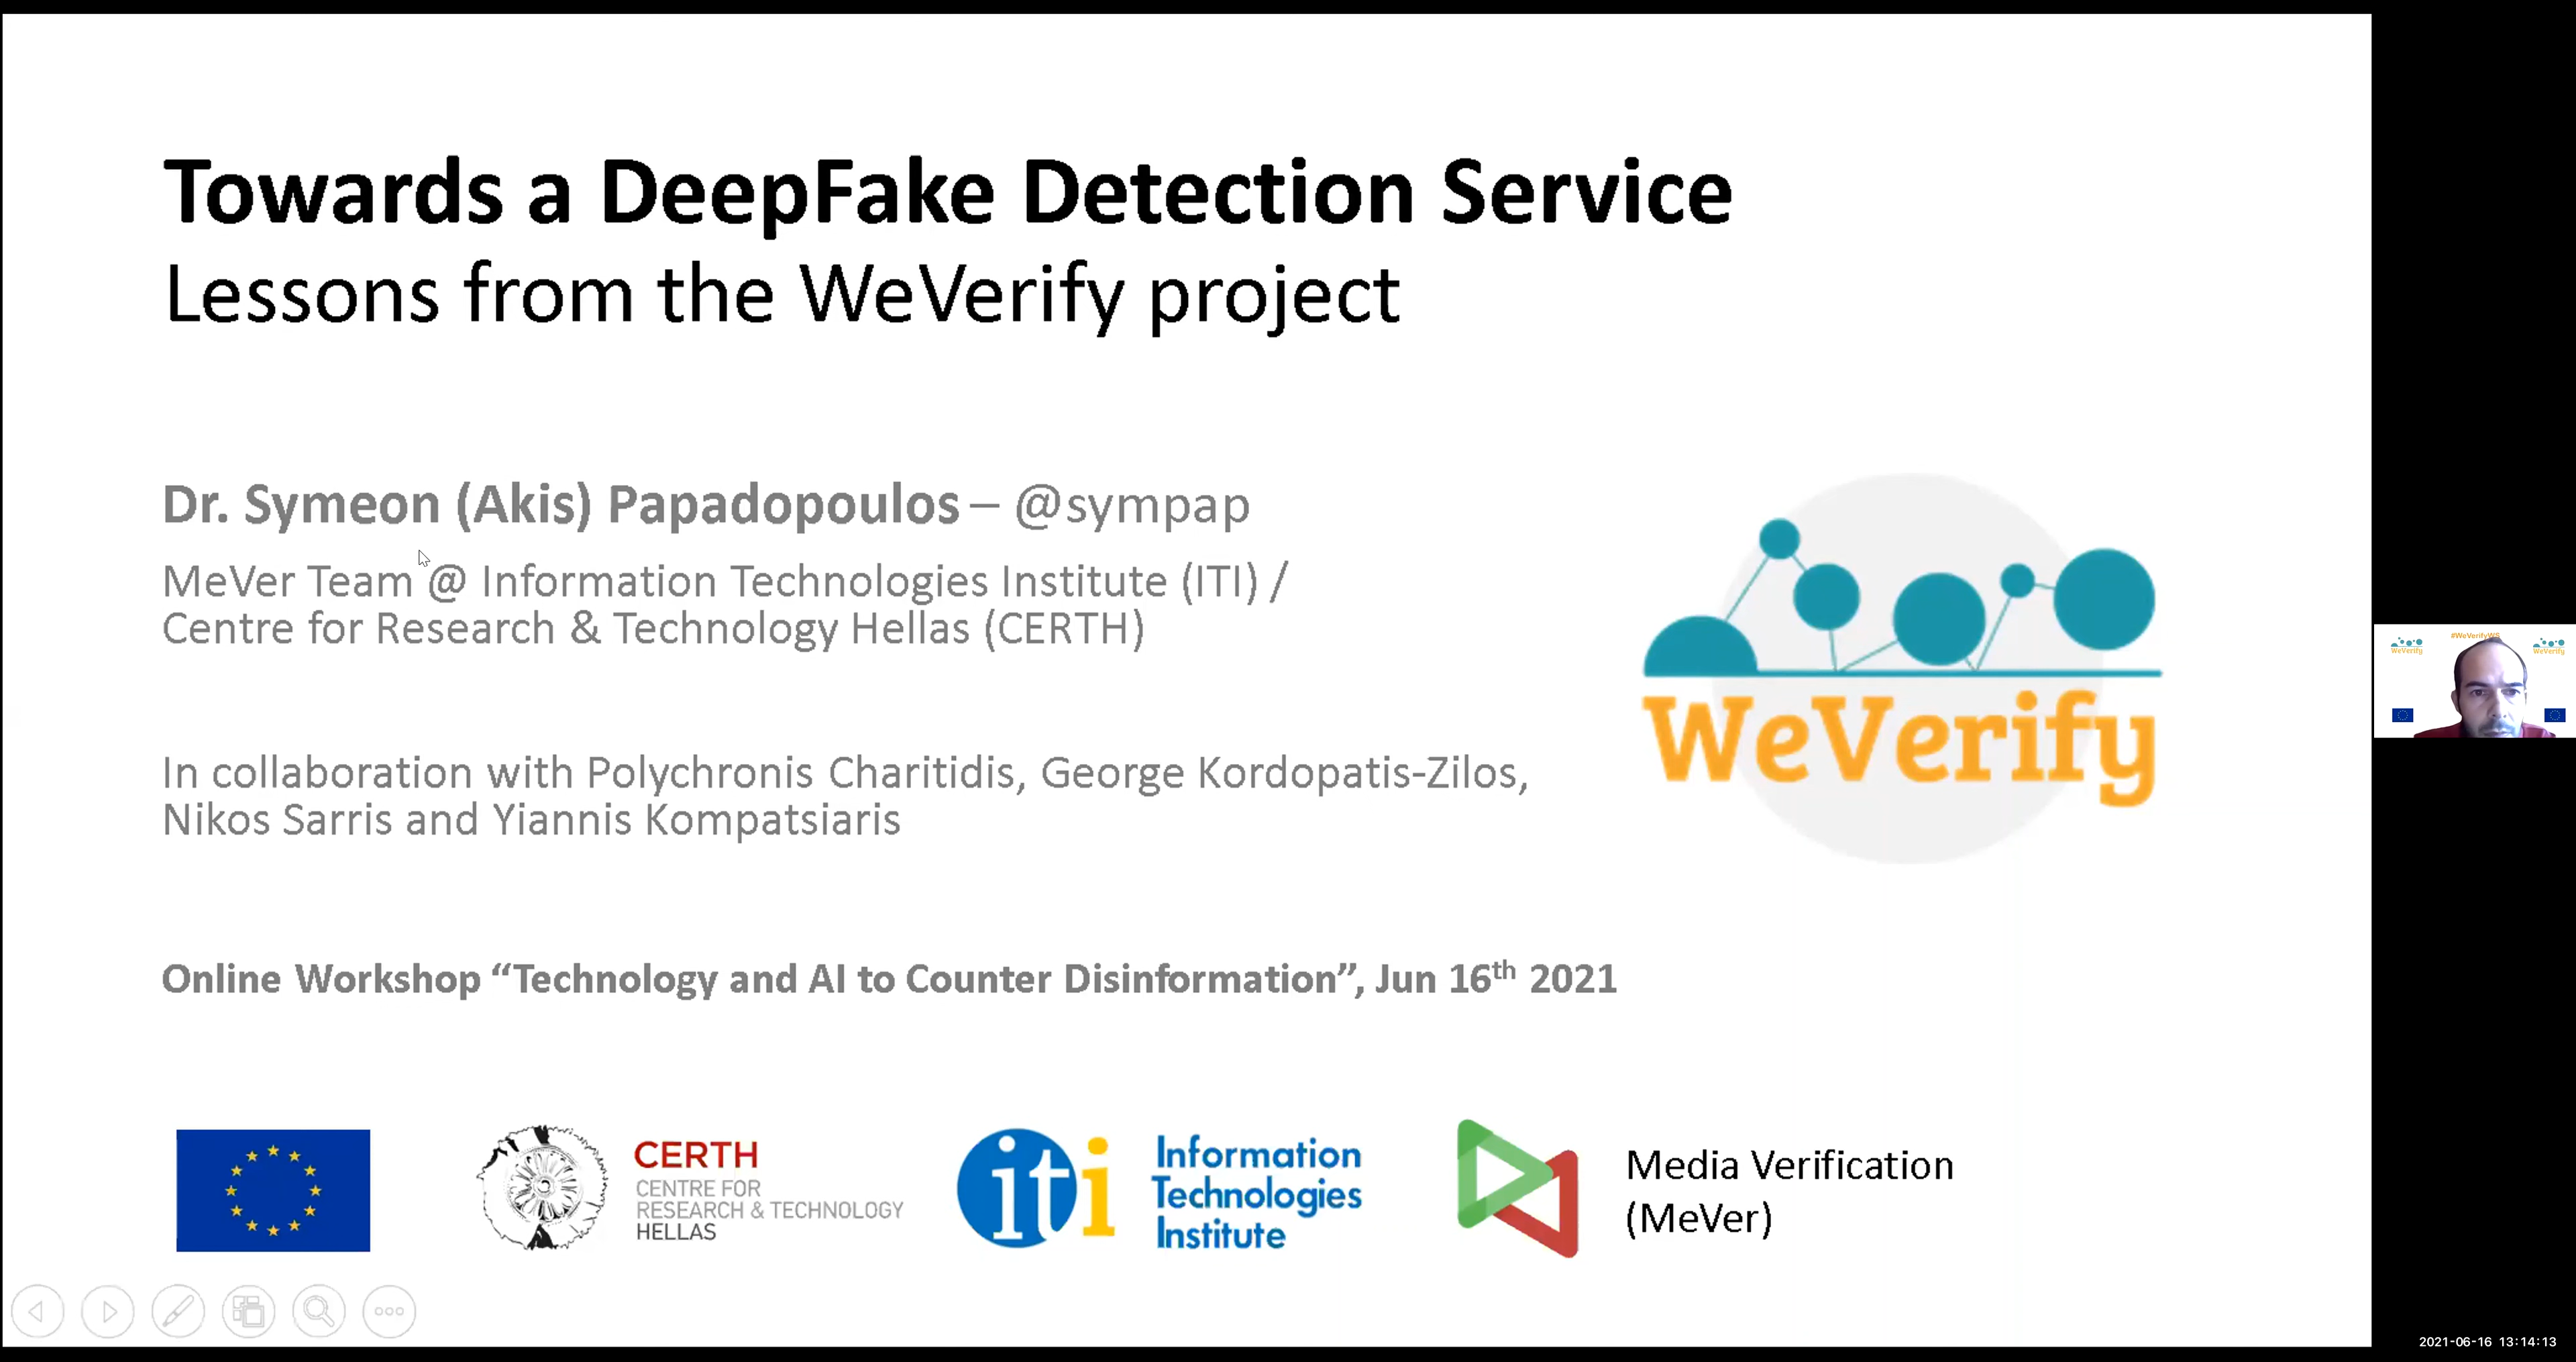 Towards a DeepFake Detection Service
Lessons from the WeVerify project
Dr. Symeon (Akis) Papadopoulos – @sympap
MeVer Team @ Information Technologies Institute (ITI) /
Centre for Research & Technology Hellas (CERTH)
In collaboration with Polychronis Charitidis, George Kordopatis-Zilos,
Nikos Sarris and Yiannis Kompatsiaris
WeVerify
Online Workshop “Technology and AI to Counter Disinformation”, Jun 16th 2021
CERTH
CENTRE FOR
RESEARCH & TECHNOLOGY
HELLAS
iti
Information
Technologies
Institute
Media Verification
(MeVer)
#WeVerifyWS
WeVerify
WeVerify
2021-06-16 13:14:13